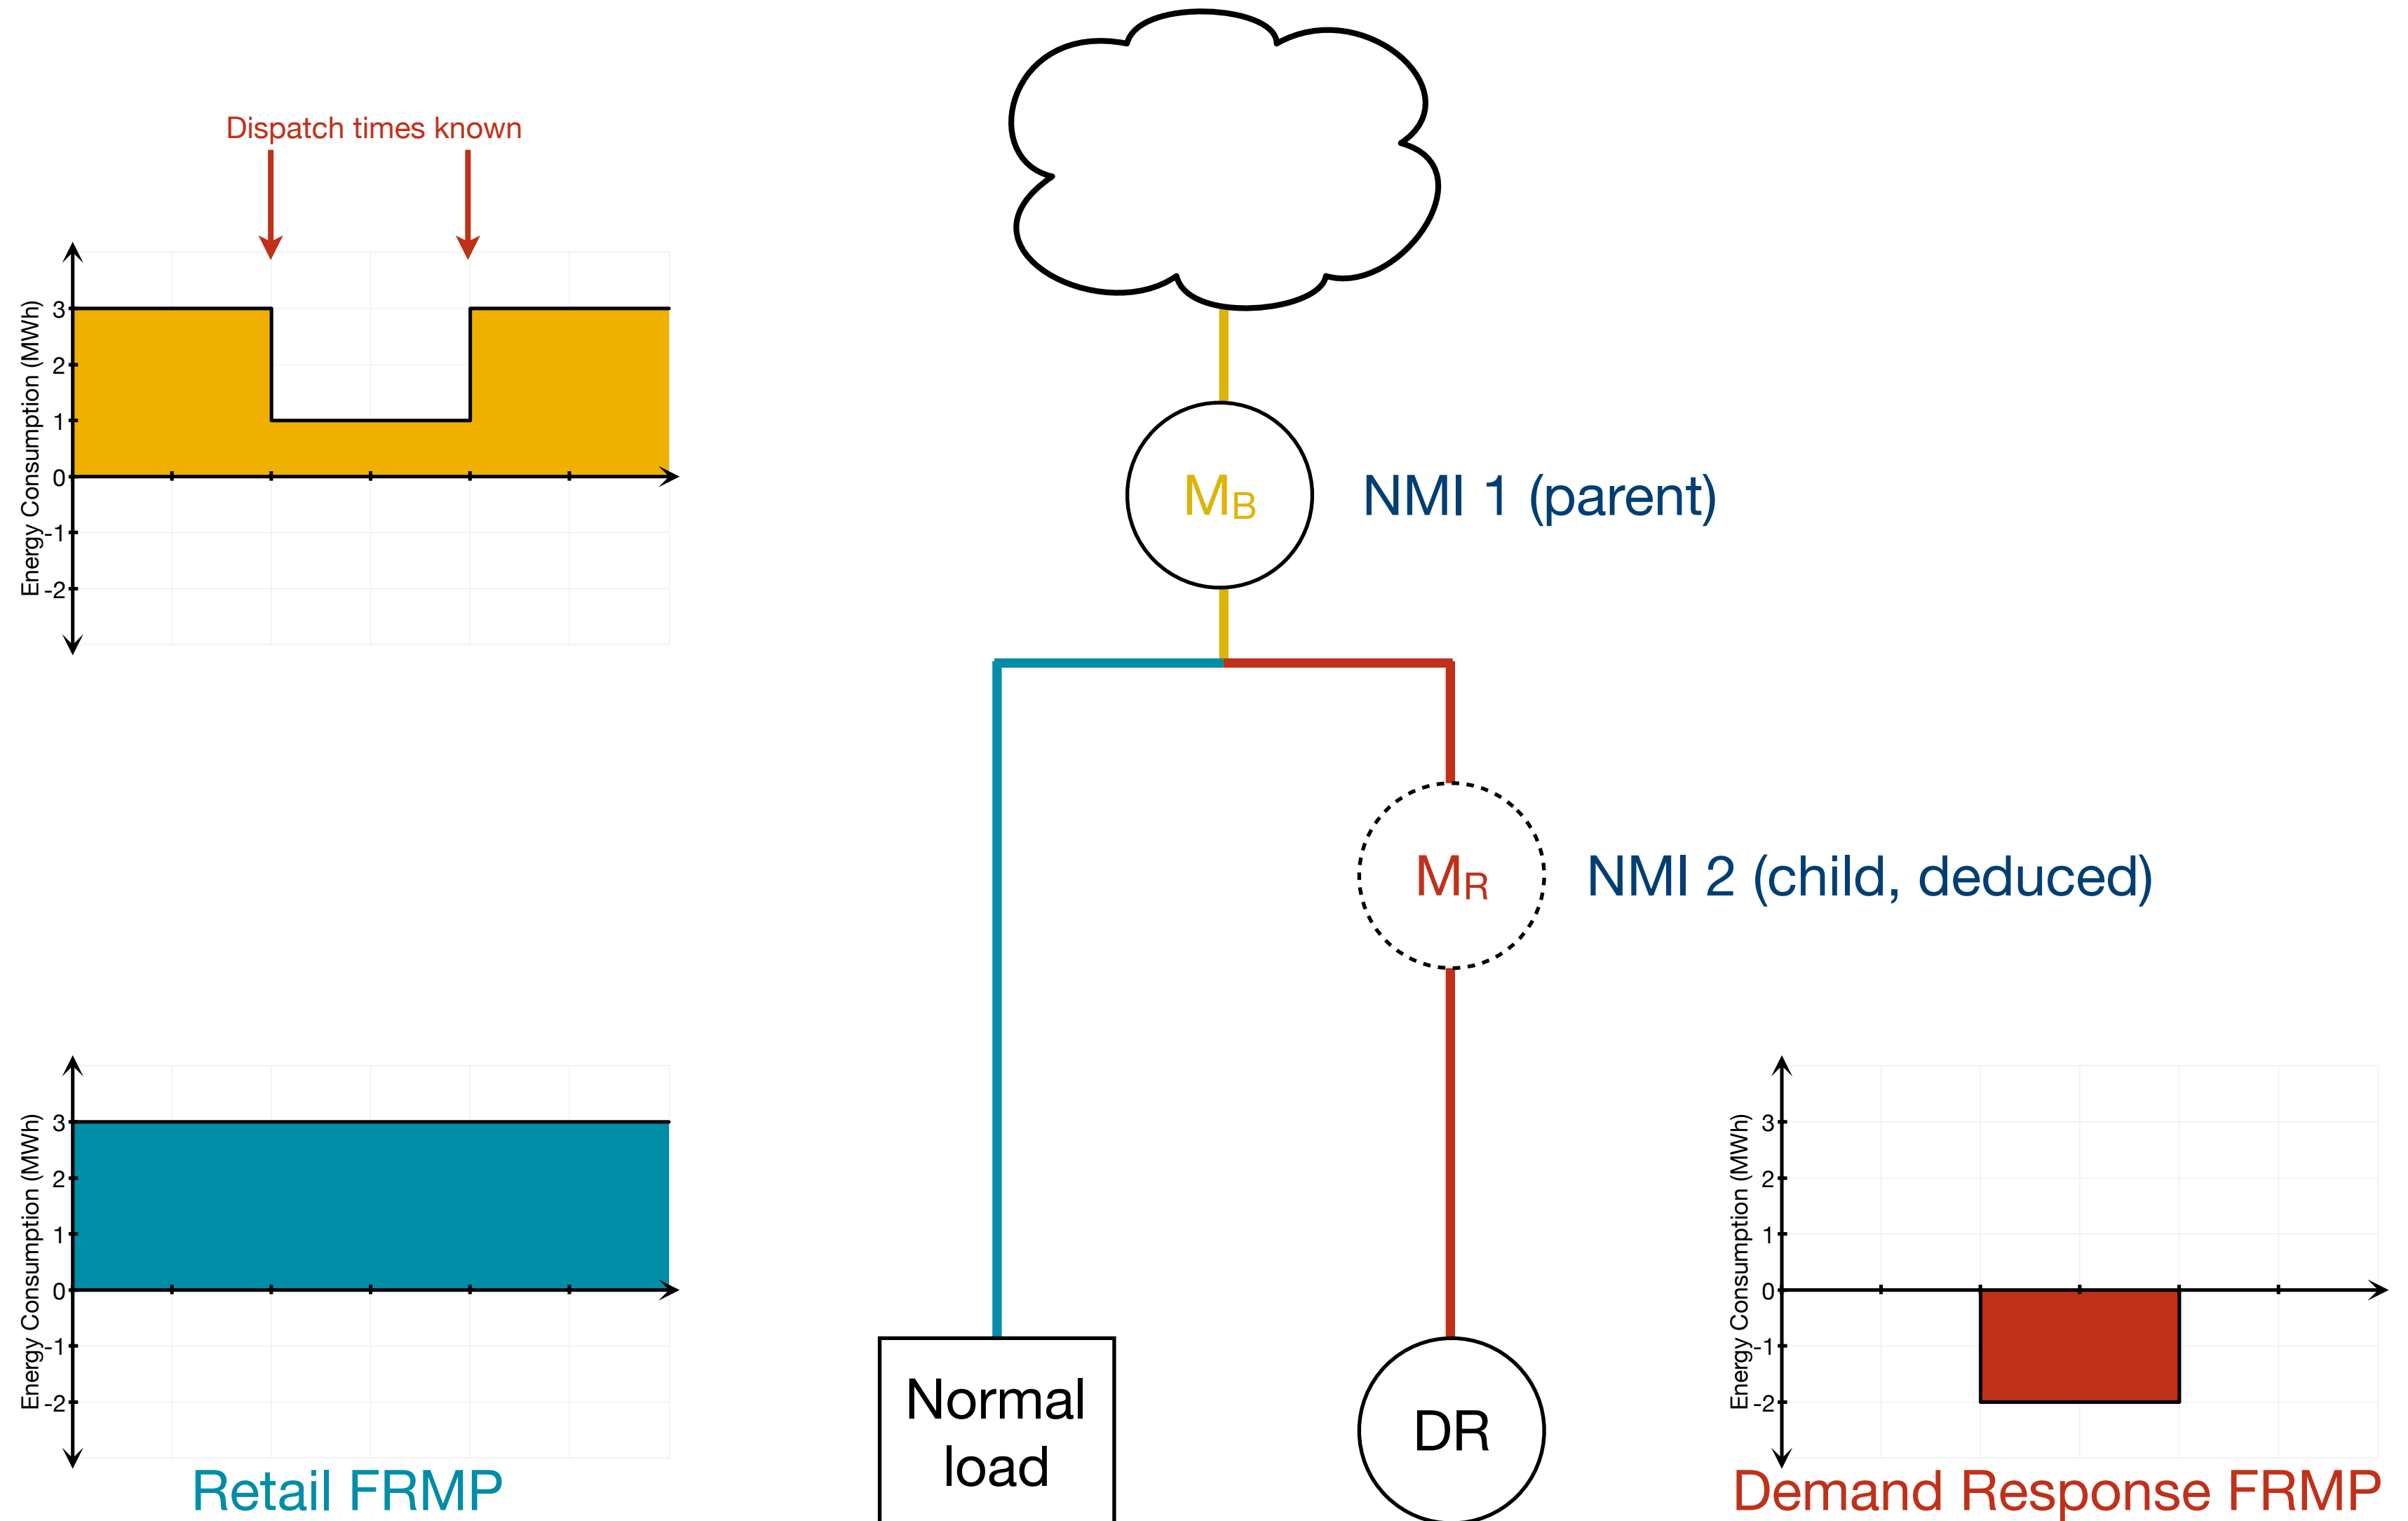 Dispatch times known
Energy Consumption (MWh)
3
2
1
0
-1
-2
MB
NMI 1 (parent)
MR
NMI 2 (child, deduced)
Energy Consumption (MWh)
3
2
1
0
-1
-2
Retail FRMP
Normal
load
DR
Energy Consumption (MWh)
3
2
1
0
-1
-2
Demand Response FRMP